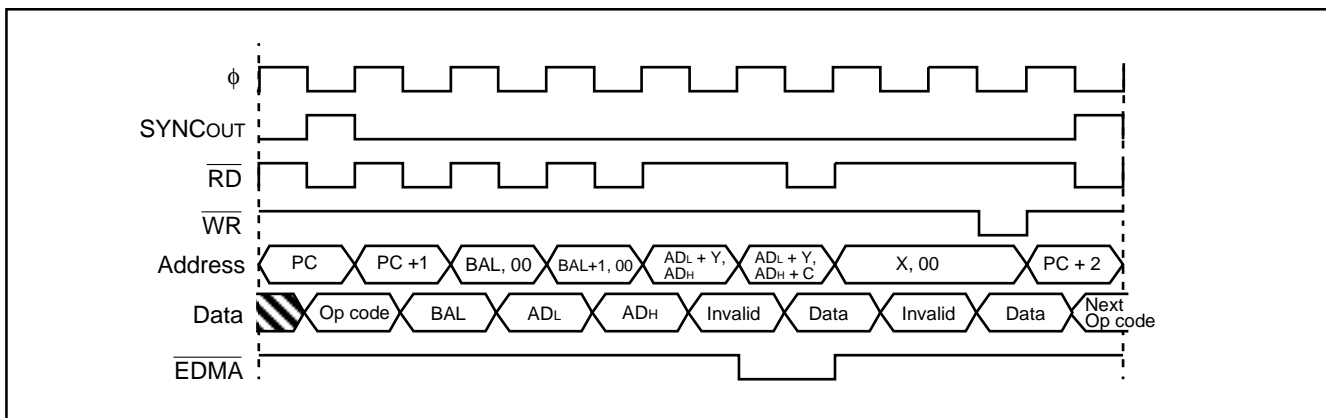 ϕ
SYNCOUT
RD
WR
Address PC PC +1 BAL, 00 BAL+1, 00 ADL + Y, ADH ADL + Y, ADH + C X, 00 PC + 2
Data Op code BAL ADL ADH Invalid Data Invalid Data Next Op code
EDMA